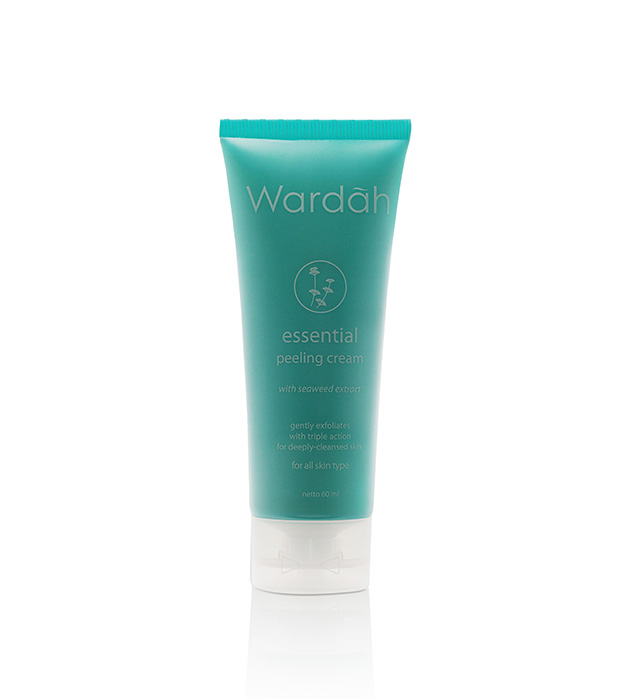 Wardãh
essential
peeling cream
with seaweed extract
gently exfoliates
with triple action
for deeply-cleansed skin
for all skin type
netto 60 ml